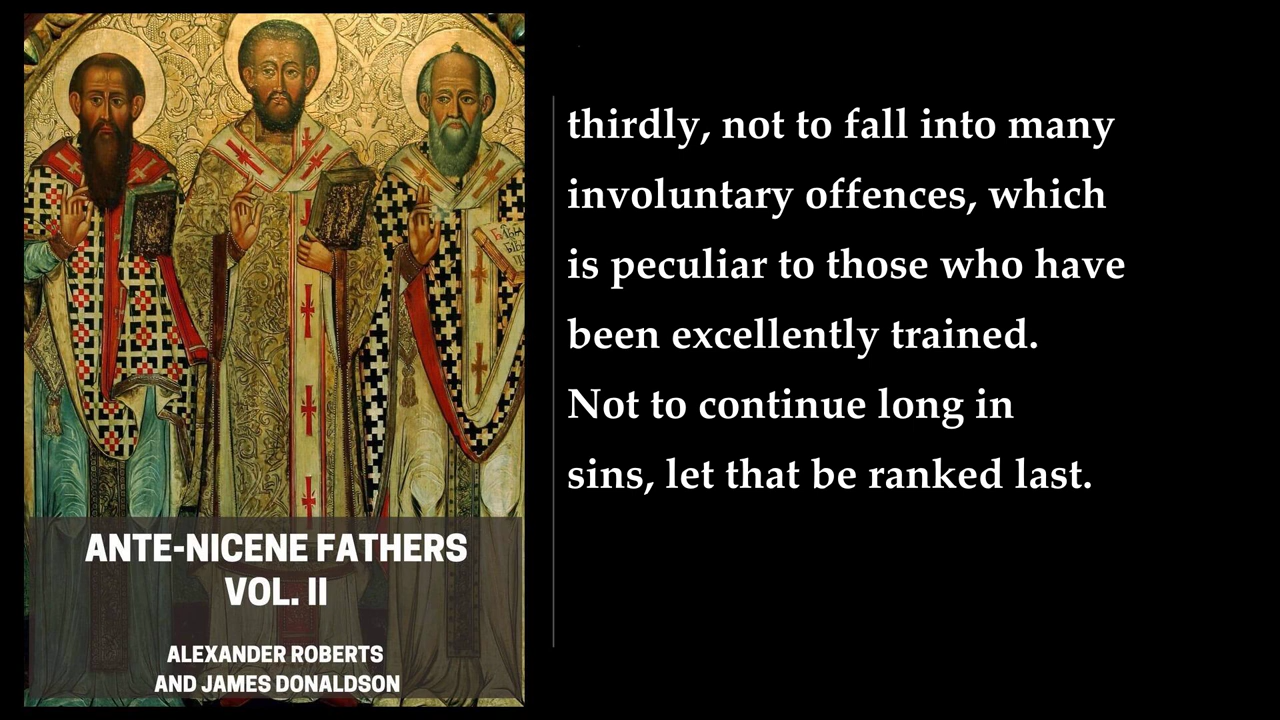 thirdly, not to fall into many
involuntary offences, which
is peculiar to those who have
been excellently trained.
Not to continue long in
sins, let that be ranked last.
ANTE-NICENE FATHERS
VOL. II
ALEXANDER ROBERTS
AND JAMES DONALDSON